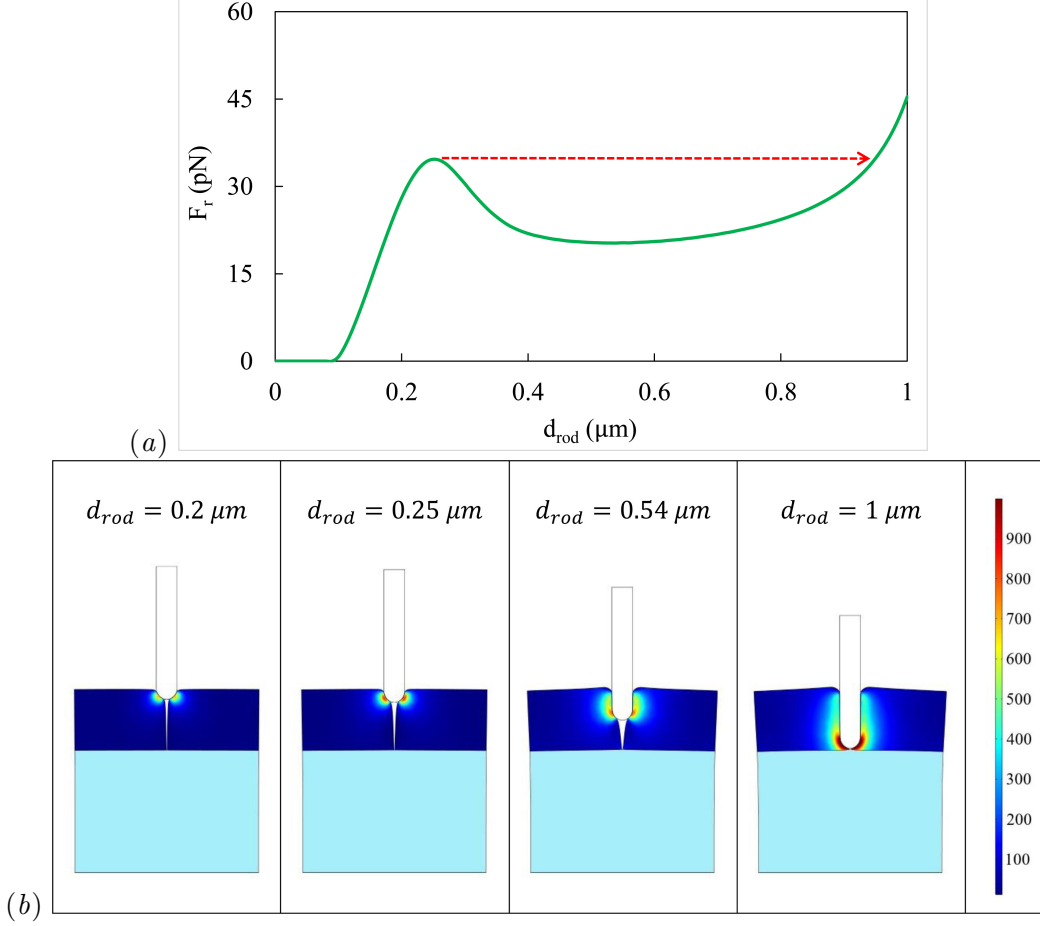 60
45
30
15
0
F_r (pN)
0 0.2 0.4 0.6 0.8 1
d_rod (μm)
(a)
d_rod = 0.2 μm d_rod = 0.25 μm d_rod = 0.54 μm d_rod = 1 μm
900
800
700
600
500
400
300
200
100
(b)